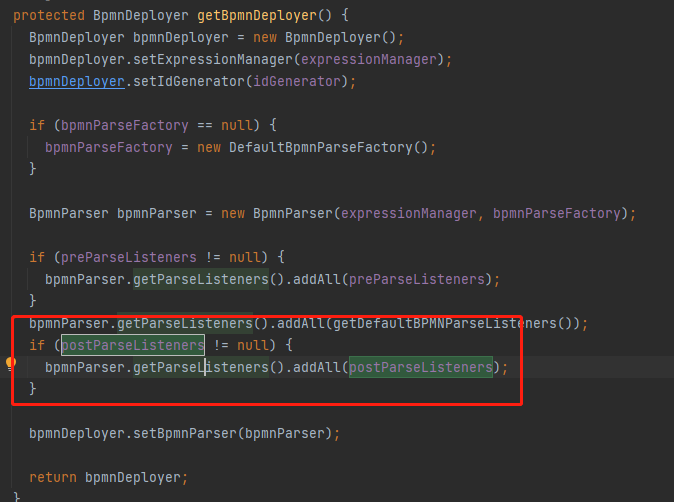 protected BpmnDeployer getBpmnDeployer() {
BpmnDeployer bpmnDeployer = new BpmnDeployer();
bpmnDeployer.setExpressionManager(expressionManager);
bpmnDeployer.setIdGenerator(idGenerator);
if (bpmnParseFactory == null) {
bpmnParseFactory = new DefaultBpmnParseFactory();
}
BpmnParser bpmnParser = new BpmnParser(expressionManager, bpmnParseFactory);
if (preParseListeners != null) {
bpmnParser.getParseListeners().addAll(preParseListeners);
}
bpmnParser.getParseListeners().addAll(getDefaultBPMNParseListeners());
if (postParseListeners != null) {
bpmnParser.getParseListeners().addAll(postParseListeners);
}
bpmnDeployer.setBpmnParser(bpmnParser);
return bpmnDeployer;
}